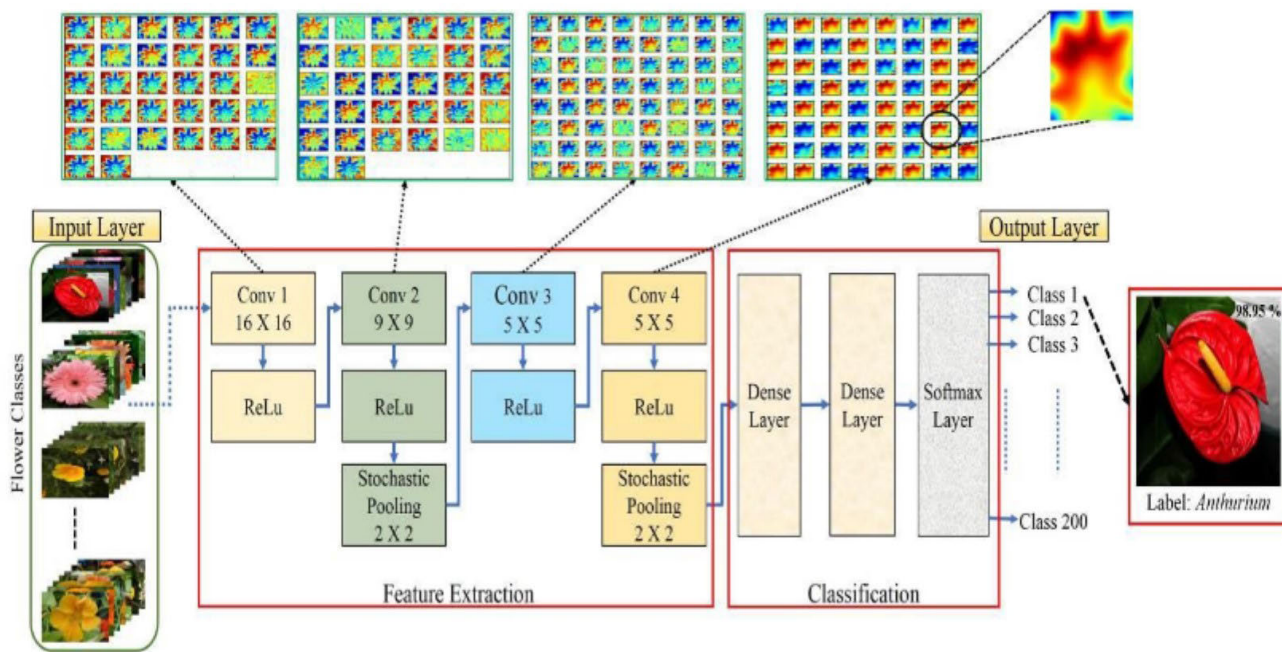 Input Layer
Output Layer
Flower Classes
Conv 1
16 X 16
ReLu
Conv 2
9 X 9
ReLu
Stochastic
Pooling
2 X 2
Conv 3
5 X 5
ReLu
Conv 4
5 X 5
ReLu
Stochastic
Pooling
2 X 2
Feature Extraction
Dense
Layer
Dense
Layer
Softmax
Layer
Classification
Class 1
Class 2
Class 3
Class 200
98.95 %
Label: Anthurium